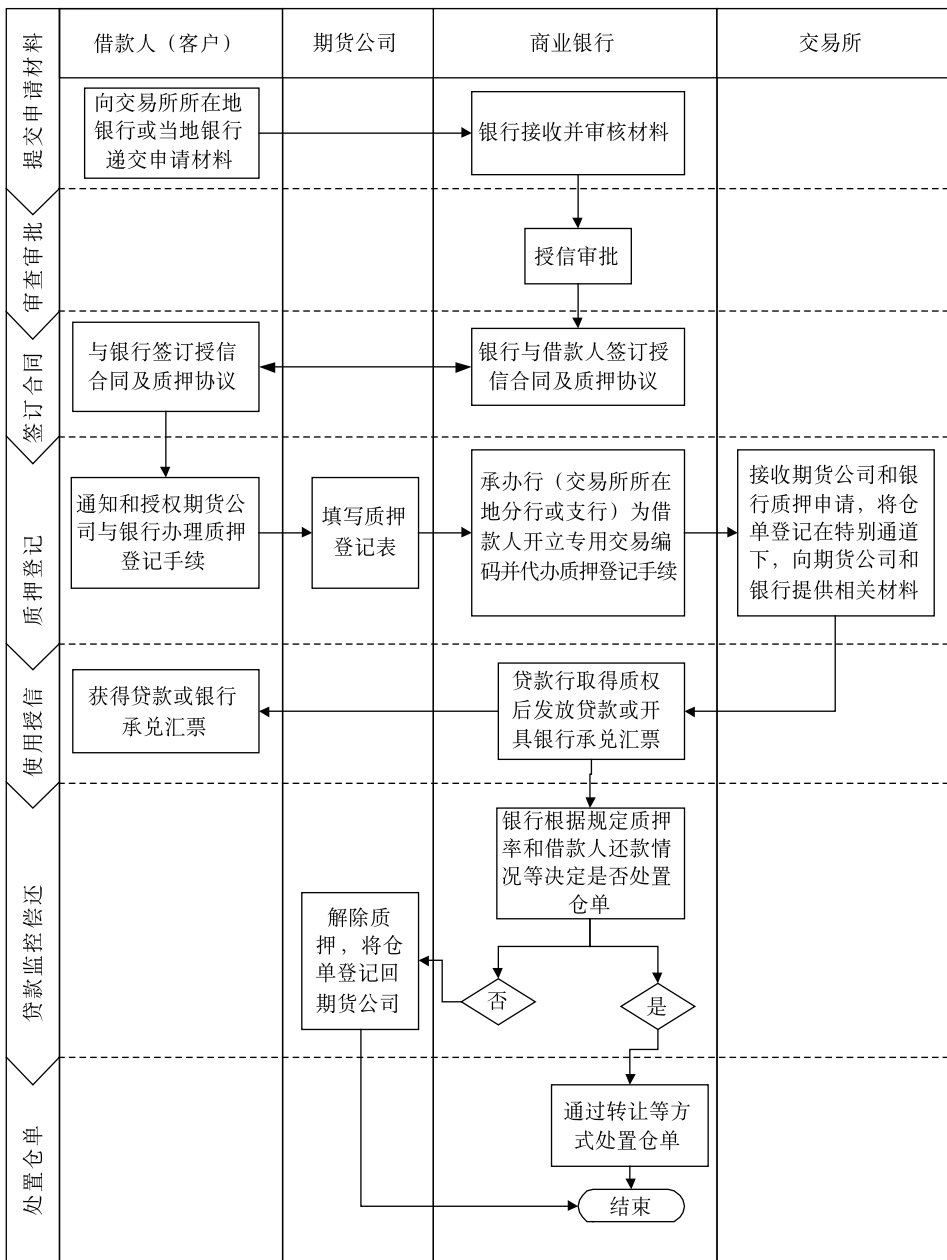 借款人（客户）
期货公司
商业银行
交易所
提交申请材料
向交易所所在地
银行或当地银行
递交申请材料
银行接收并审核材料
审查审批
授信审批
签订合同
与银行签订授信
合同及质押协议
银行与借款人签订授
信合同及质押协议
质押登记
通知和授权期货公
司与银行办理质押
登记手续
填写质押
登记表
承办行（交易所所在
地分行或支行）为借
款人开立专用交易编
码并代办质押登记手续
接收期货公司和银
行质押申请，将仓
单登记在特别通道
下，向期货公司和
银行提供相关材料
使用授信
获得贷款或银行
承兑汇票
贷款行取得质权
后发放贷款或开
具银行承兑汇票
贷款监控偿还
银行根据规定质押
率和借款人还款情
况等决定是否处置
仓单
解除质
押，将仓
单登记回
期货公司
否
是
处置仓单
通过转让等方
式处置仓单
结束